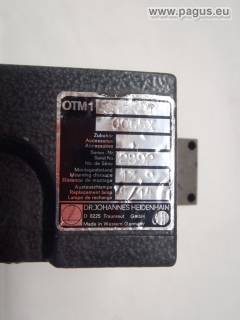 © www.pagus.eu
OTM1
Zubehör
Accessories
Accessoires
Serien.-Nr.
Serial No.
No. de Série
Montageabstand
Mounting distance
Distance de montage
Austauschlampe
Replacement lamp
Lampe de rechange
DR.JOHANNES HEIDENHAIN
D 8225 Traunreut GmbH
Made in Western Germany